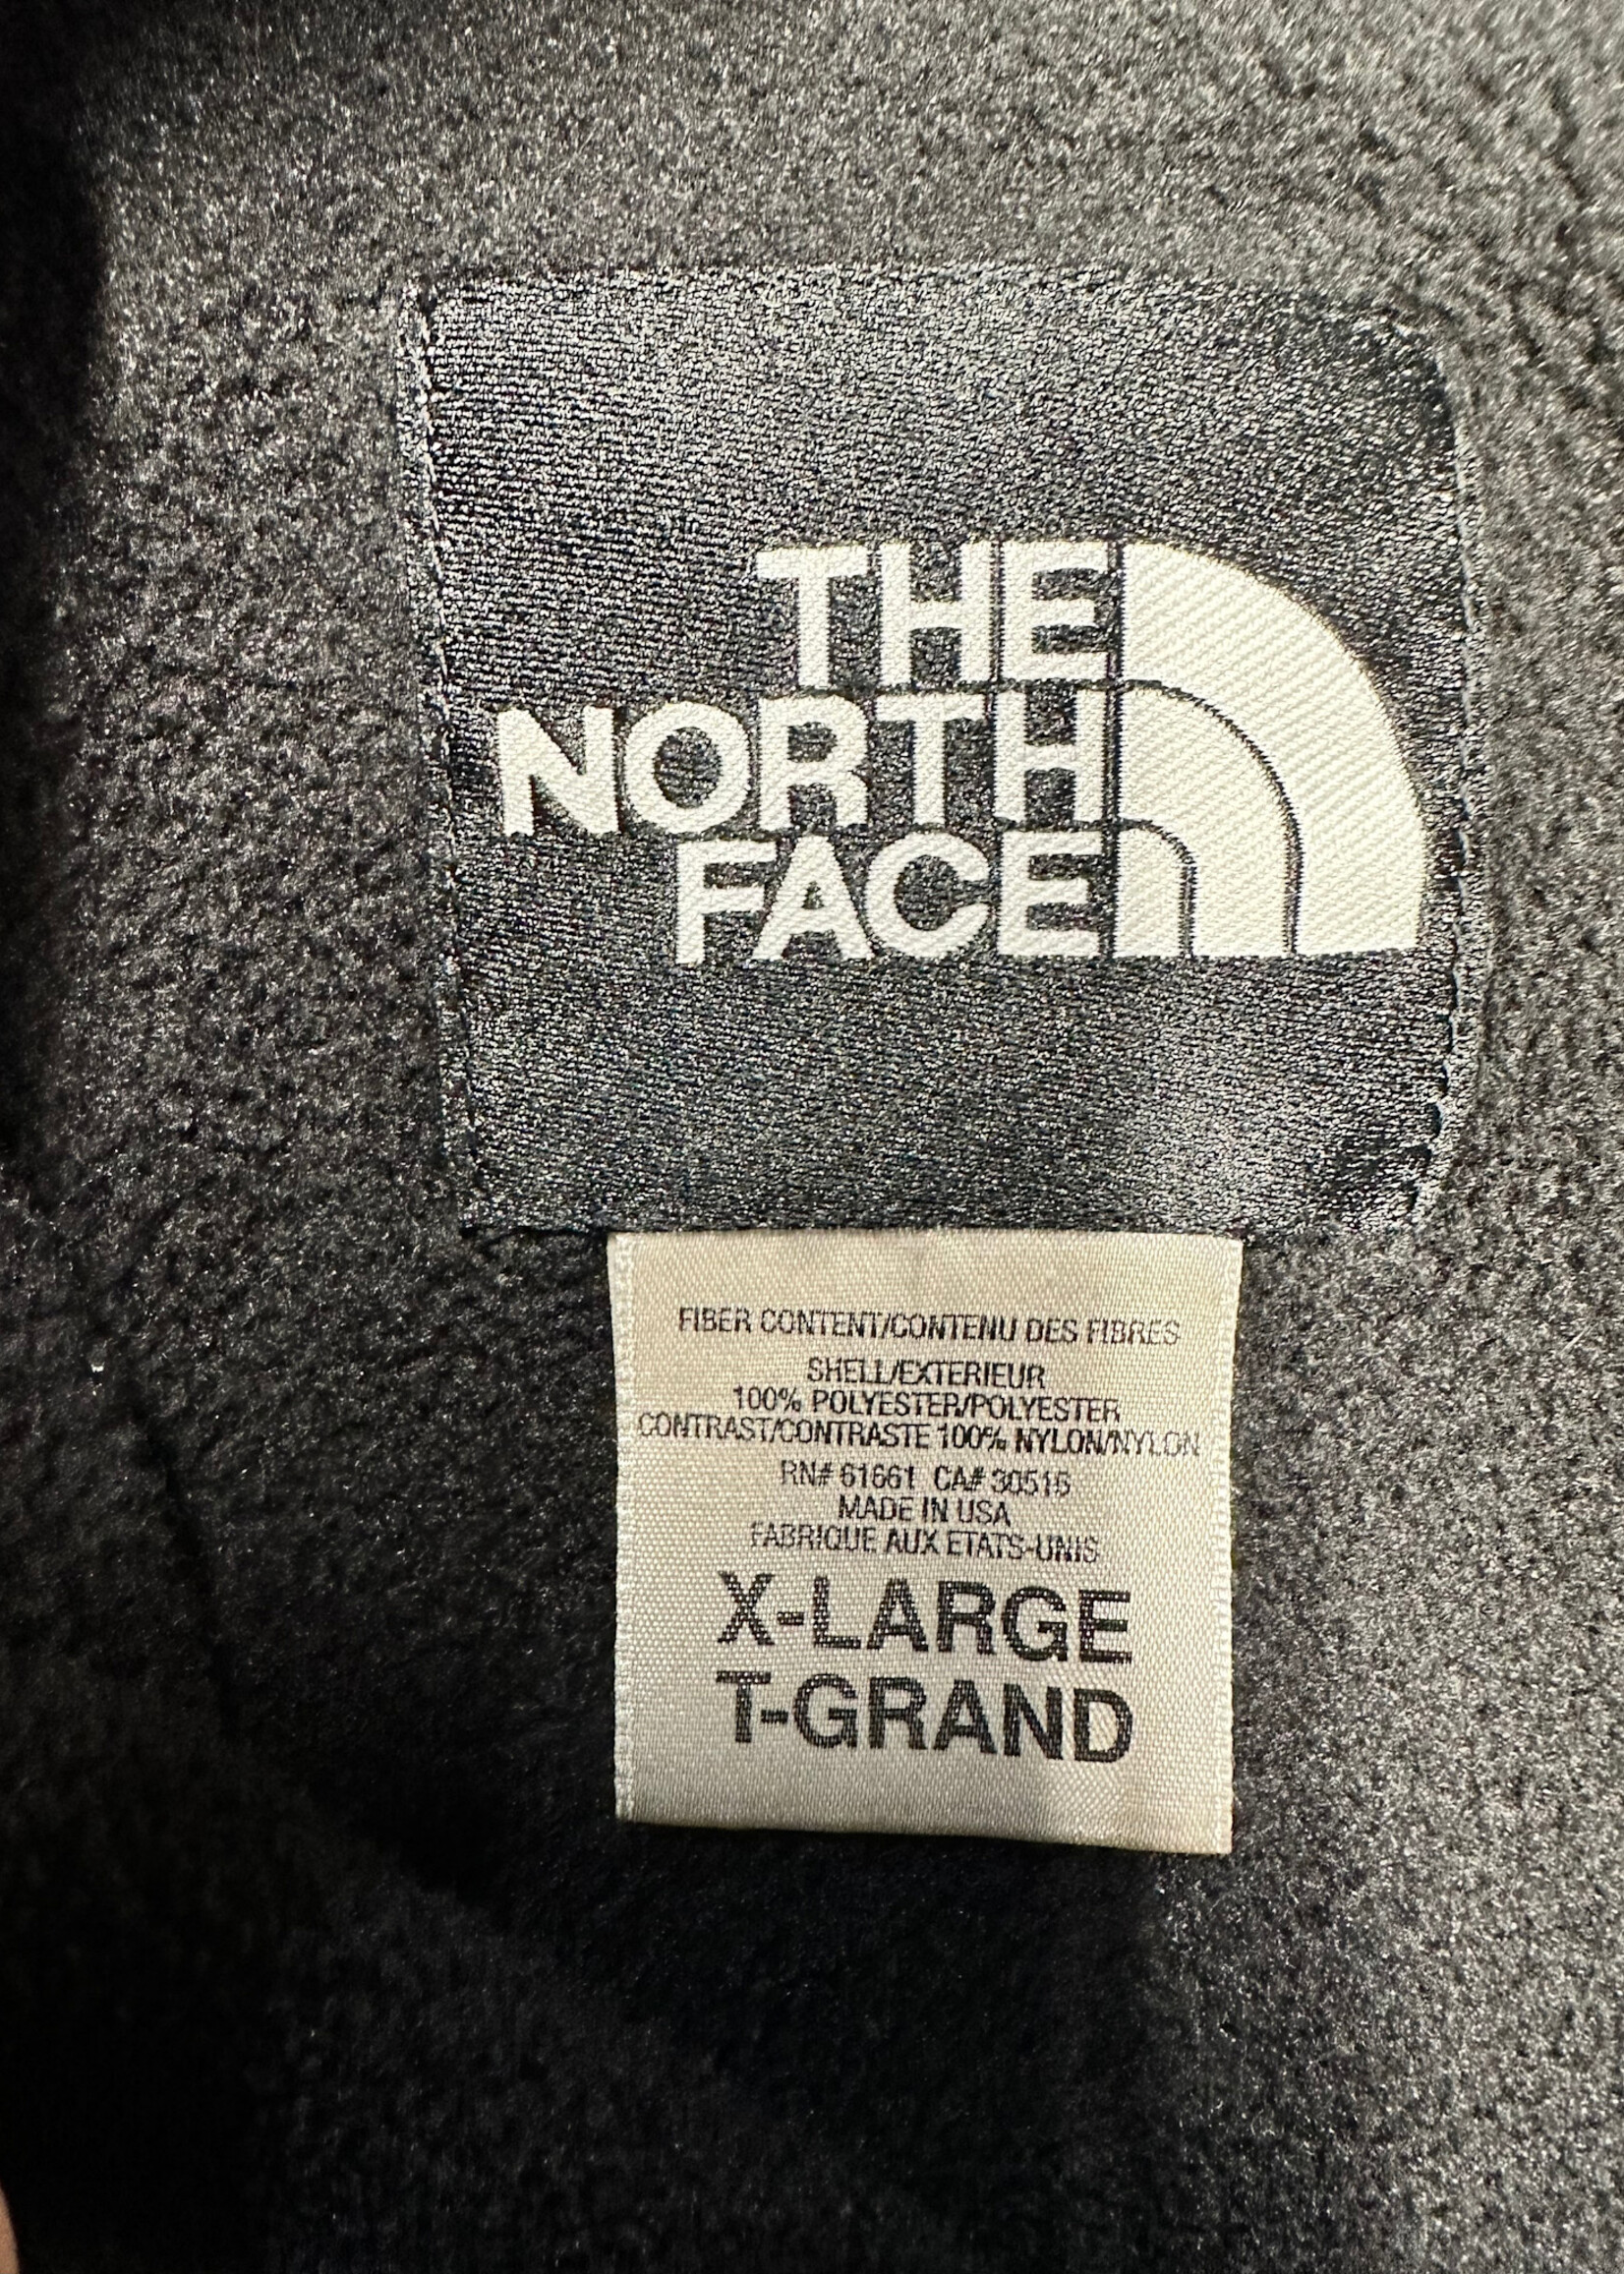 THE
NORTH
FACE
FIBER CONTENT/CONTENU DES FIBRES
SHELL/EXTERIEUR
100% POLYESTER/POLYESTER
CONTRAST/CONTRASTE 100% NYLON/NYLON
RN# 61661 CA# 30516
MADE IN USA
FABRIQUE AUX ETATS-UNIS
X-LARGE
T-GRAND